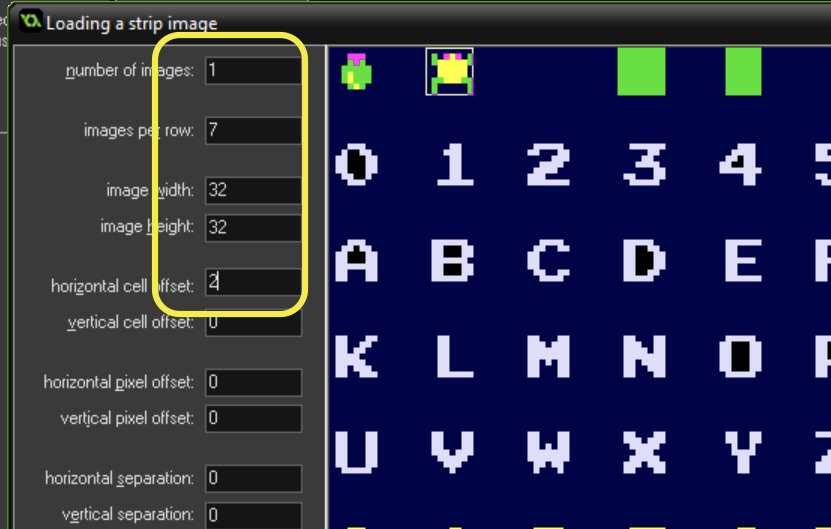 Loading a strip image
number of images: 1
images per row: 7
image width: 32
image height: 32
horizontal cell offset: 2
vertical cell offset: 0
horizontal pixel offset: 0
vertical pixel offset: 0
horizontal separation: 0
vertical separation: 0
0 1 2 3 4 5
A B C D E
K L M N O
U V W X Y